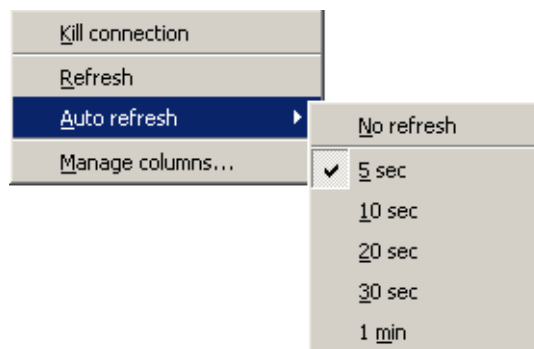 Kill connection
Refresh
Auto refresh
Manage columns...
No refresh
5 sec
10 sec
20 sec
30 sec
1 min